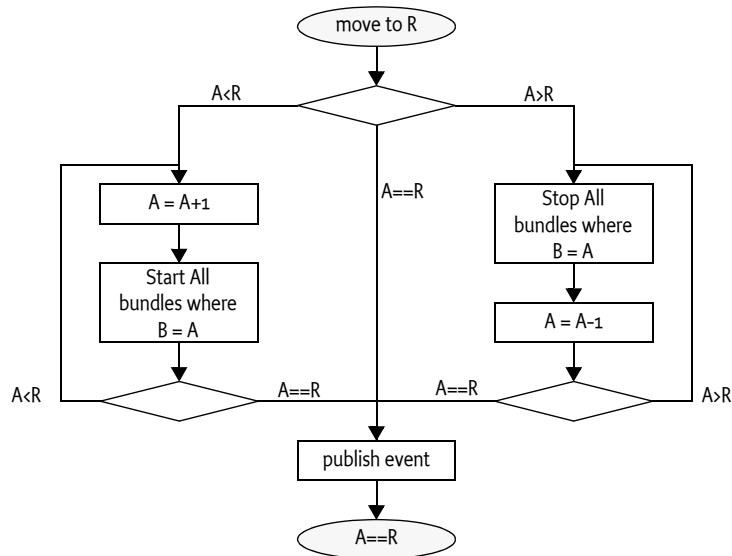 move to R
A<R
A>R
A = A+1
A==R
Stop All
bundles where
B = A
Start All
bundles where
B = A
A = A-1
A<R
A==R
A==R
A>R
publish event
A==R